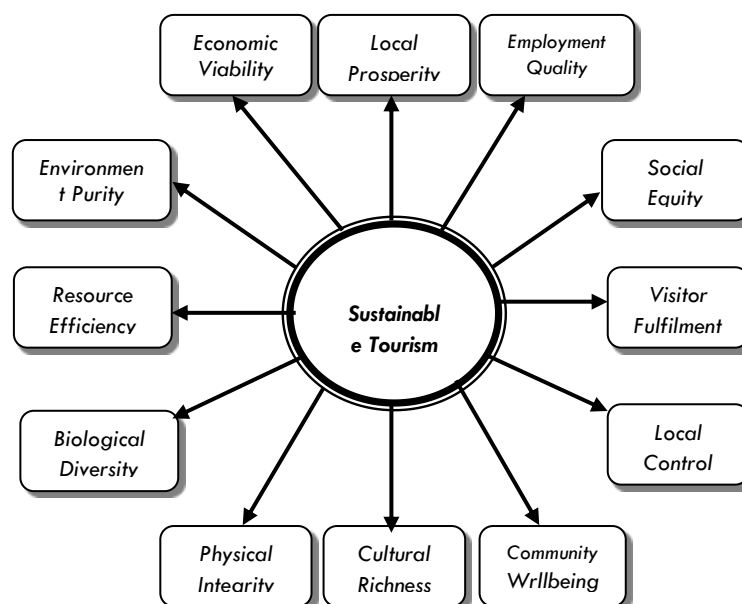 Economic
Viability
Local
Prosperity
Employment
Quality
Environmen
t Purity
Social
Equity
Resource
Efficiency
Sustainabl
e Tourism
Visitor
Fulfilment
Biological
Diversity
Local
Control
Physical
Integrity
Cultural
Richness
Community
Wrllbeing